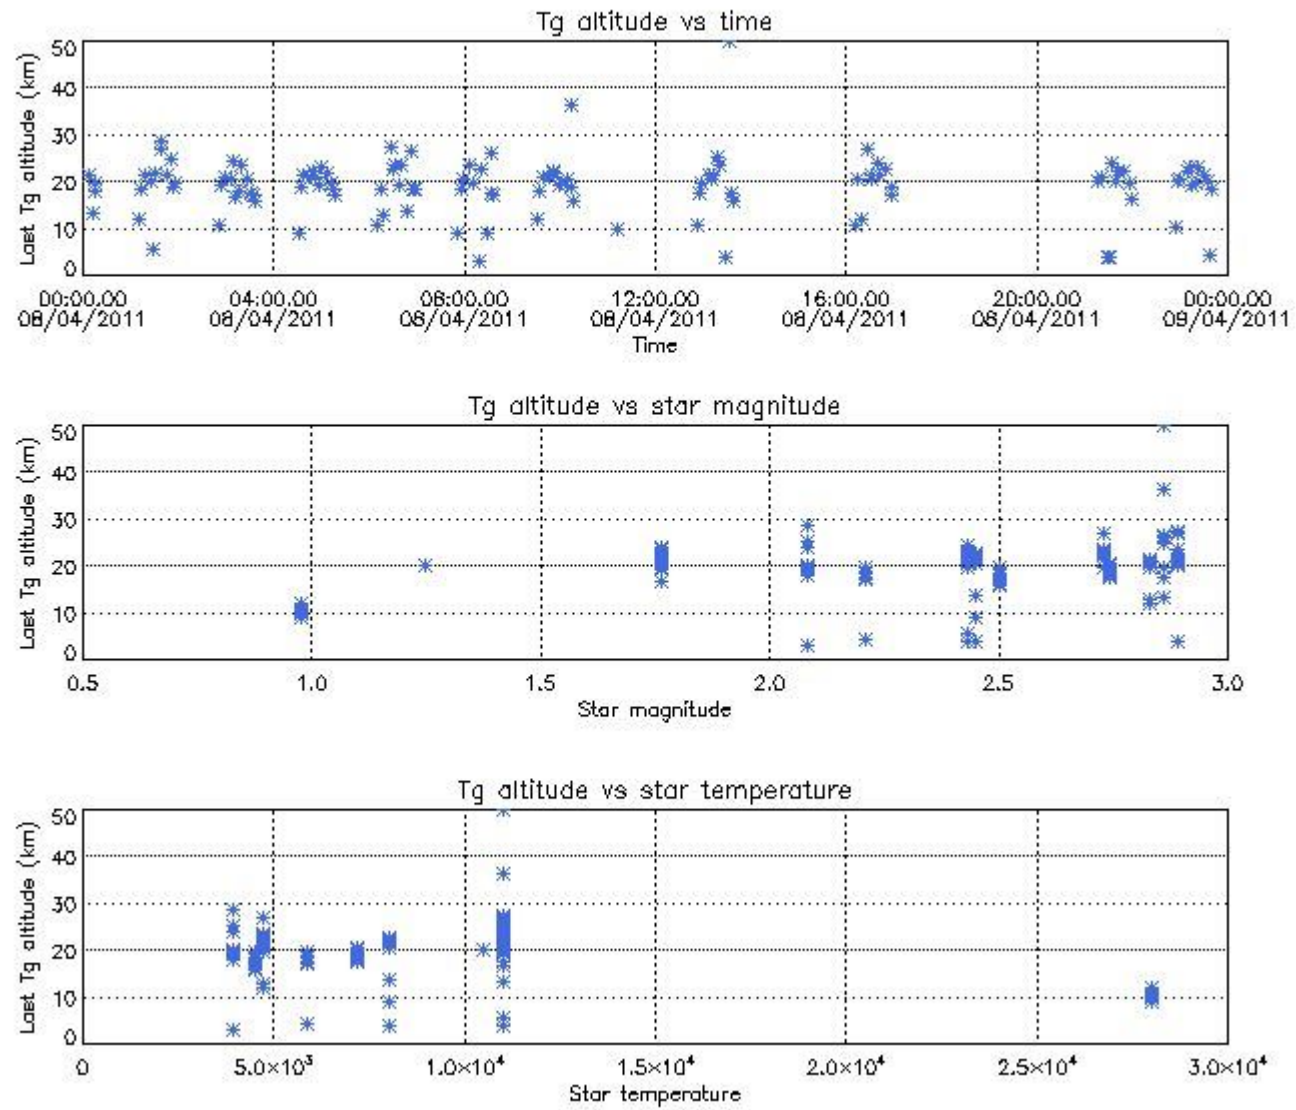 Tg altitude vs time
Last Tg altitude (km)
50
40
30
20
10
0
00:00.00 04:00.00 08:00.00 12:00.00 16:00.00 20:00.00 00:00.00
08/04/2011 08/04/2011 08/04/2011 08/04/2011 08/04/2011 08/04/2011 09/04/2011
Time
Tg altitude vs star magnitude
Last Tg altitude (km)
50
40
30
20
10
0
0.5 1.0 1.5 2.0 2.5 3.0
Star magnitude
Tg altitude vs star temperature
Last Tg altitude (km)
50
40
30
20
10
0
0 5.0×10³ 1.0×10⁴ 1.5×10⁴ 2.0×10⁴ 2.5×10⁴ 3.0×10⁴
Star temperature